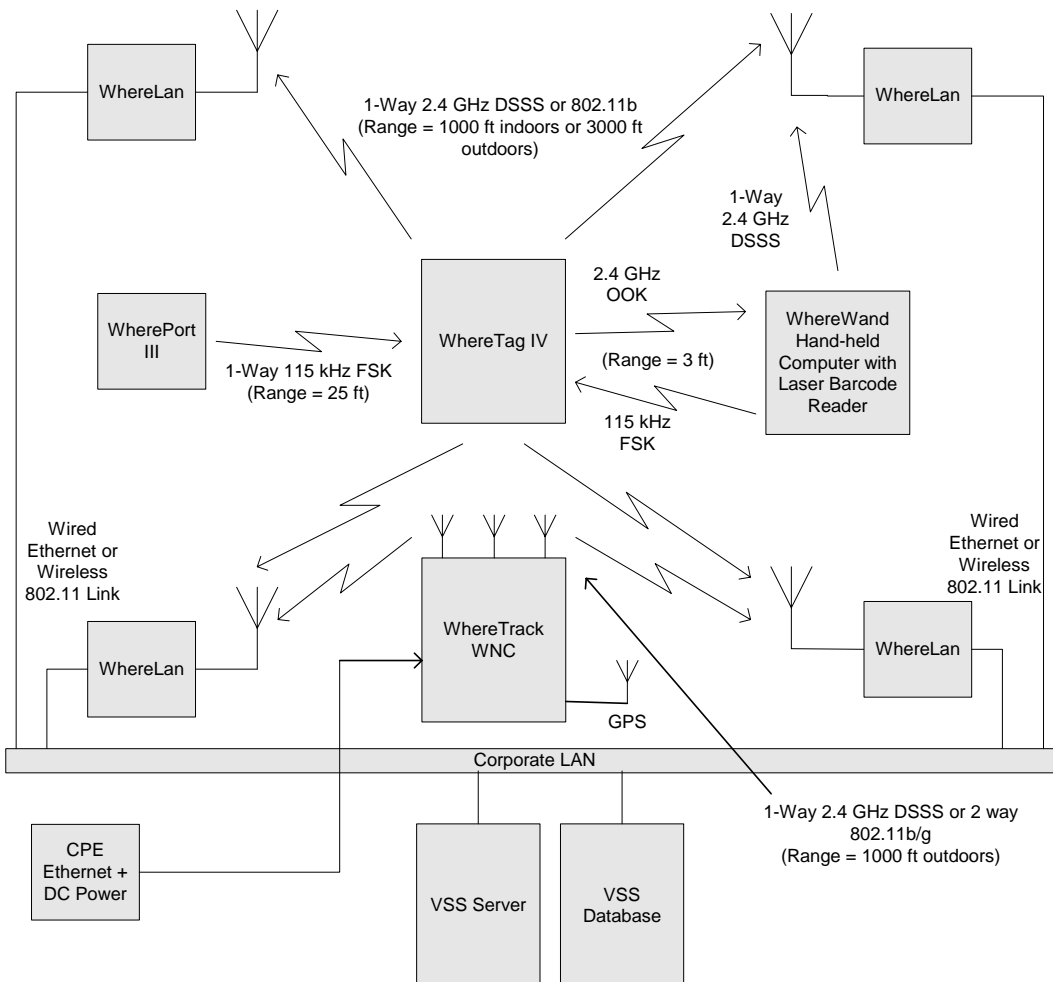 WhereLan
WhereLan
1-Way 2.4 GHz DSSS or 802.11b
(Range = 1000 ft indoors or 3000 ft
outdoors)
1-Way
2.4 GHz
DSSS
WherePort
III
1-Way 115 kHz FSK
(Range = 25 ft)
WhereTag IV
2.4 GHz
OOK
(Range = 3 ft)
115 kHz
FSK
WhereWand
Hand-held
Computer with
Laser Barcode
Reader
Wired
Ethernet or
Wireless
802.11 Link
Wired
Ethernet or
Wireless
802.11 Link
WhereLan
WhereTrack
WNC
WhereLan
GPS
Corporate LAN
CPE
Ethernet +
DC Power
VSS Server
VSS
Database
1-Way 2.4 GHz DSSS or 2 way
802.11b/g
(Range = 1000 ft outdoors)